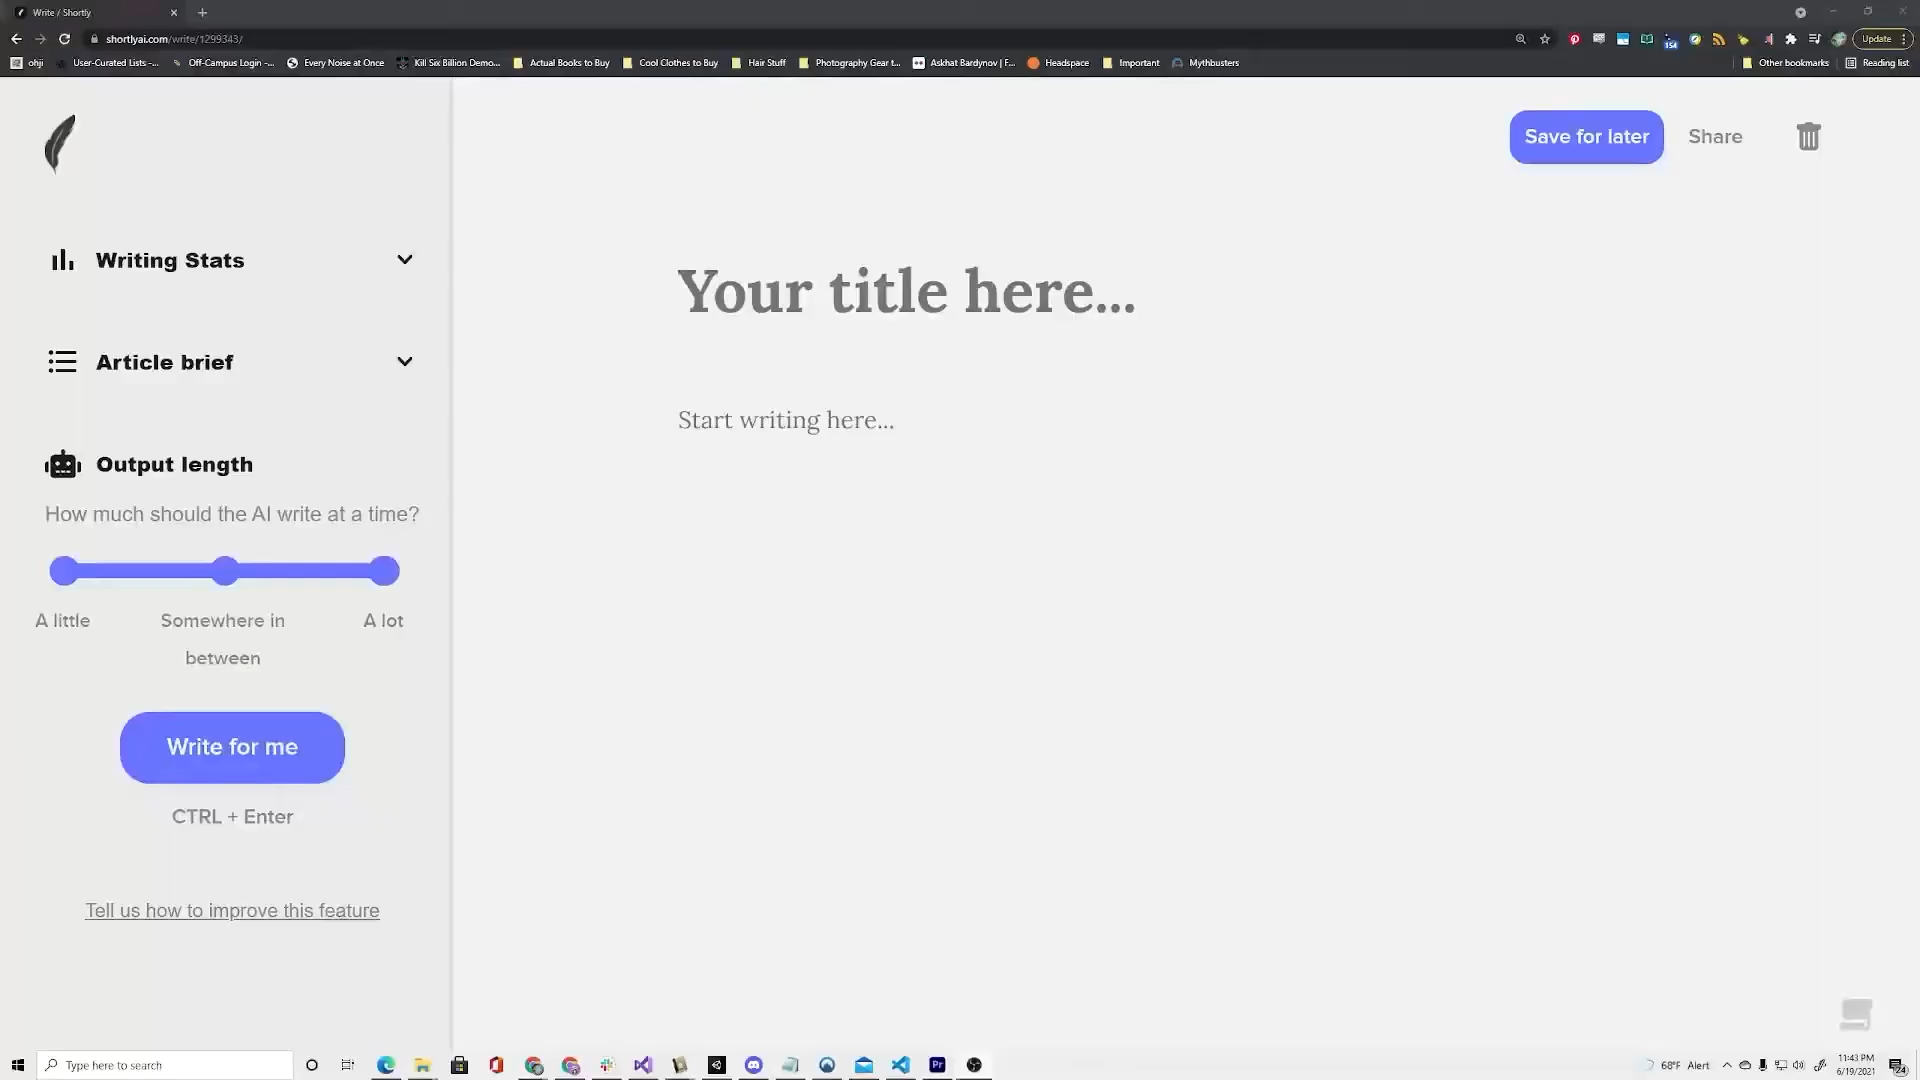 Write / Shortly
shortlyai.com/write/1299343/
Update
ohji
User-Curated Lists -...
Off-Campus Login -...
Every Noise at Once
Kill Six Billion Demo...
Actual Books to Buy
Cool Clothes to Buy
Hair Stuff
Photography Gear t...
Askhat Bardynov | F...
Headspace
Important
Mythbusters
Other bookmarks
Reading list
Save for later
Share
Writing Stats
Your title here...
Article brief
Start writing here...
Output length
How much should the AI write at a time?
A little
Somewhere in
between
A lot
Write for me
CTRL + Enter
Tell us how to improve this feature
Type here to search
Pr
68°F Alert
11:43 PM
6/19/2021
24
154